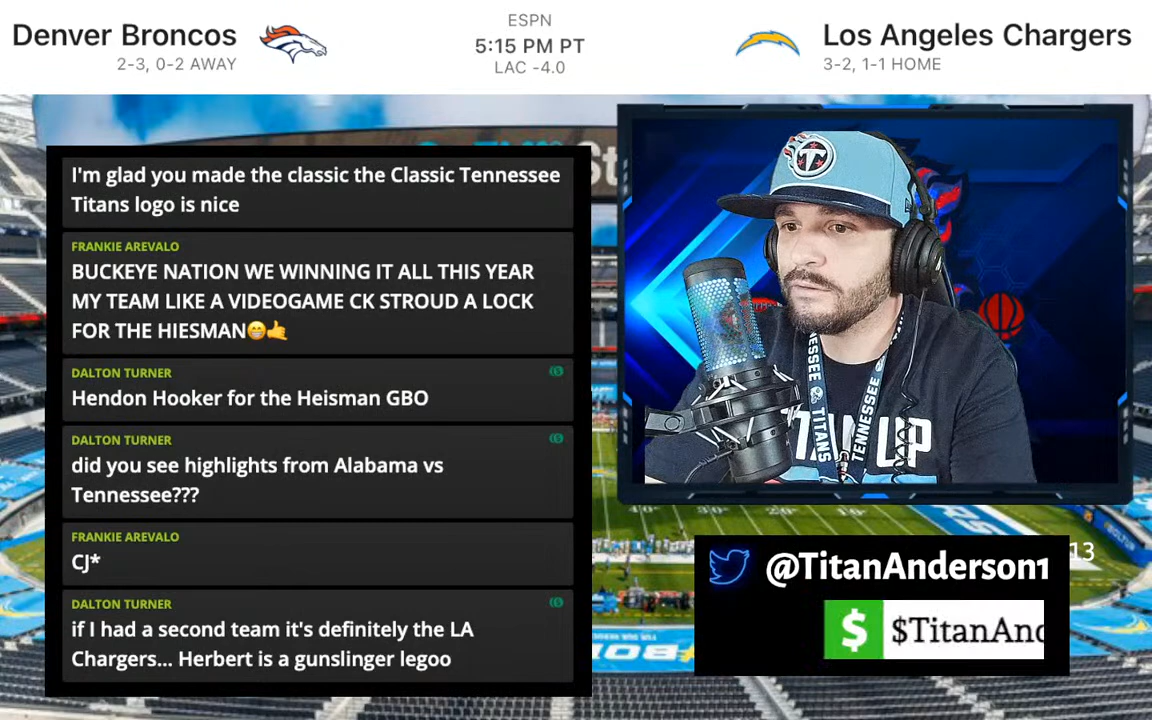 Denver Broncos
2-3, 0-2 AWAY
ESPN
5:15 PM PT
LAC -4.0
Los Angeles Chargers
3-2, 1-1 HOME
I'm glad you made the classic the Classic Tennessee
Titans logo is nice
FRANKIE AREVALO
BUCKEYE NATION WE WINNING IT ALL THIS YEAR
MY TEAM LIKE A VIDEOGAME CK STROUD A LOCK
FOR THE HIESMAN😁🤙
DALTON TURNER
Hendon Hooker for the Heisman GBO
DALTON TURNER
did you see highlights from Alabama vs
Tennessee???
FRANKIE AREVALO
CJ*
DALTON TURNER
if I had a second team it's definitely the LA
Chargers... Herbert is a gunslinger legoo
T
TITANS
TENNESSEE
UP
13
@TitanAnderson1
$ $TitanAnd